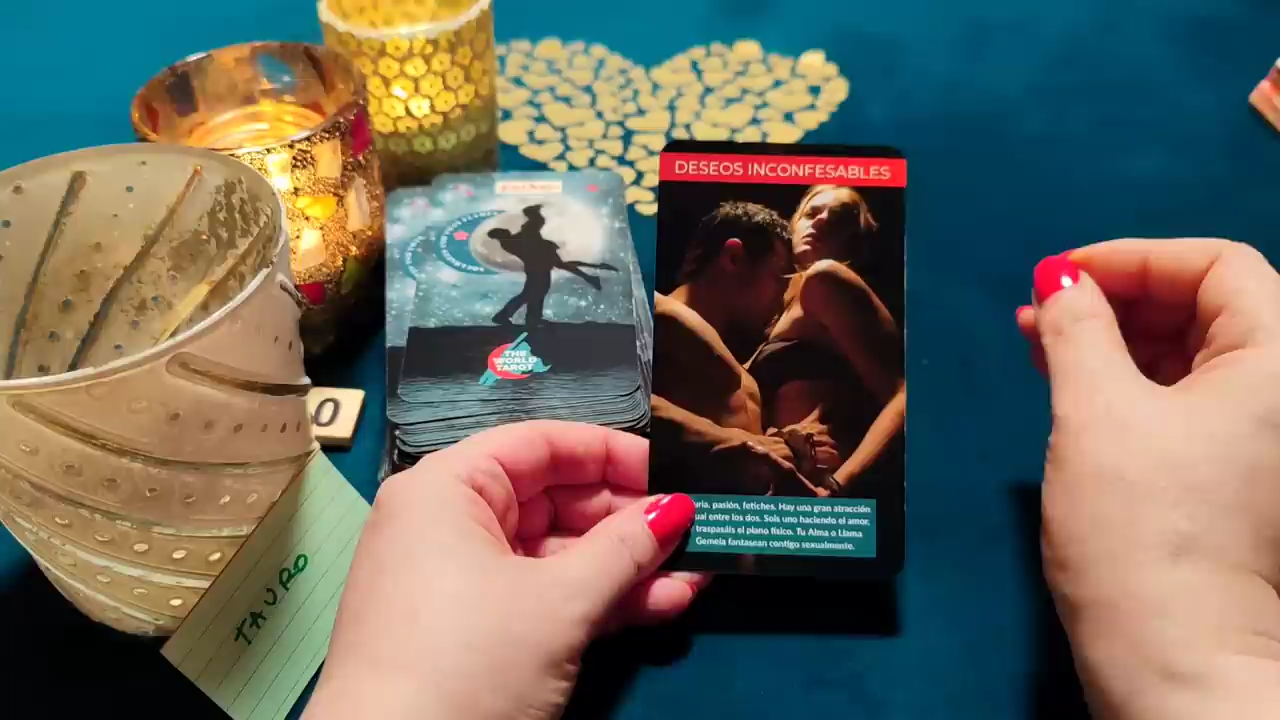 DESEOS INCONFESABLES
THE
WORLD
TAROT
0
pasión, fetiches. Hay una gran atracción
entre los dos. Sois uno haciendo el amor,
traspasáis el plano físico. Tu Alma o Llama
Gemela fantasean contigo sexualmente.
TAURO